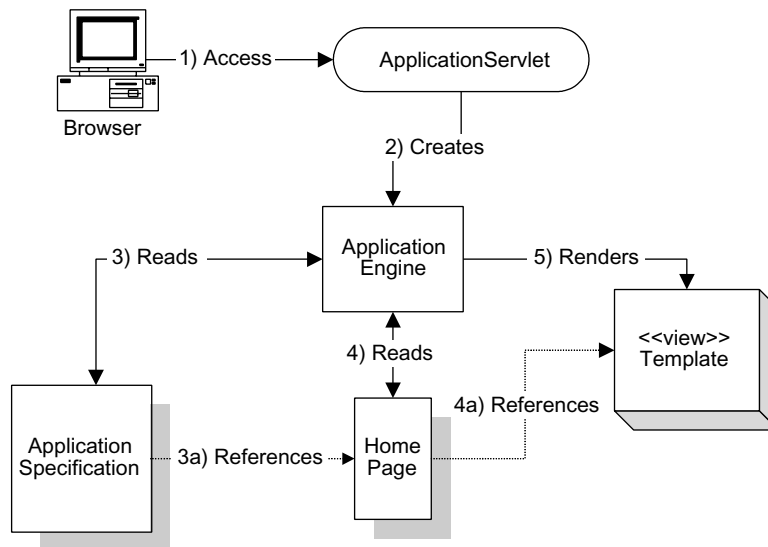 1) Access
ApplicationServlet
Browser
2) Creates
Application
Engine
3) Reads
5) Renders
<<view>>
Template
4) Reads
4a) References
Application
Specification
3a) References
Home
Page